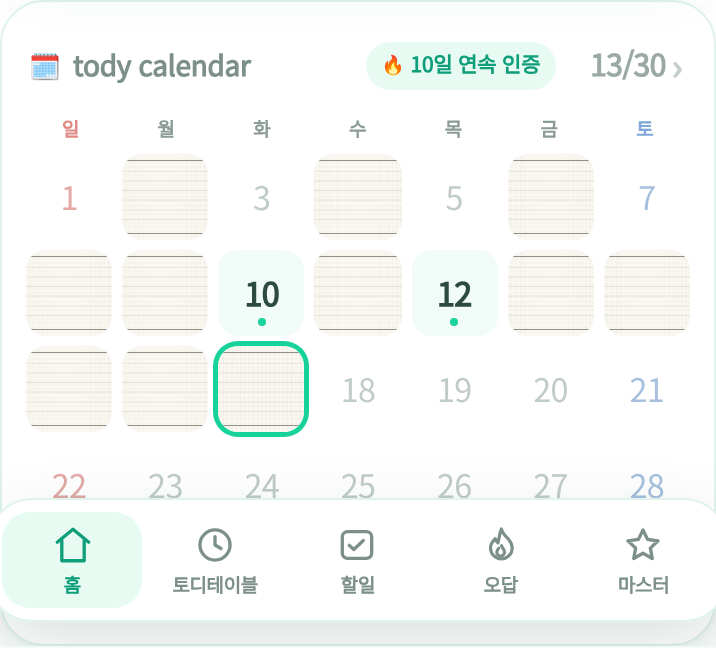 tody calendar 10일 연속 인증 13/30 ›
일 월 화 수 목 금 토
1 3 5 7
10 12
18 19 20 21
22 23 24 25 26 27 28
홈 토디테이블 할일 오답 마스터